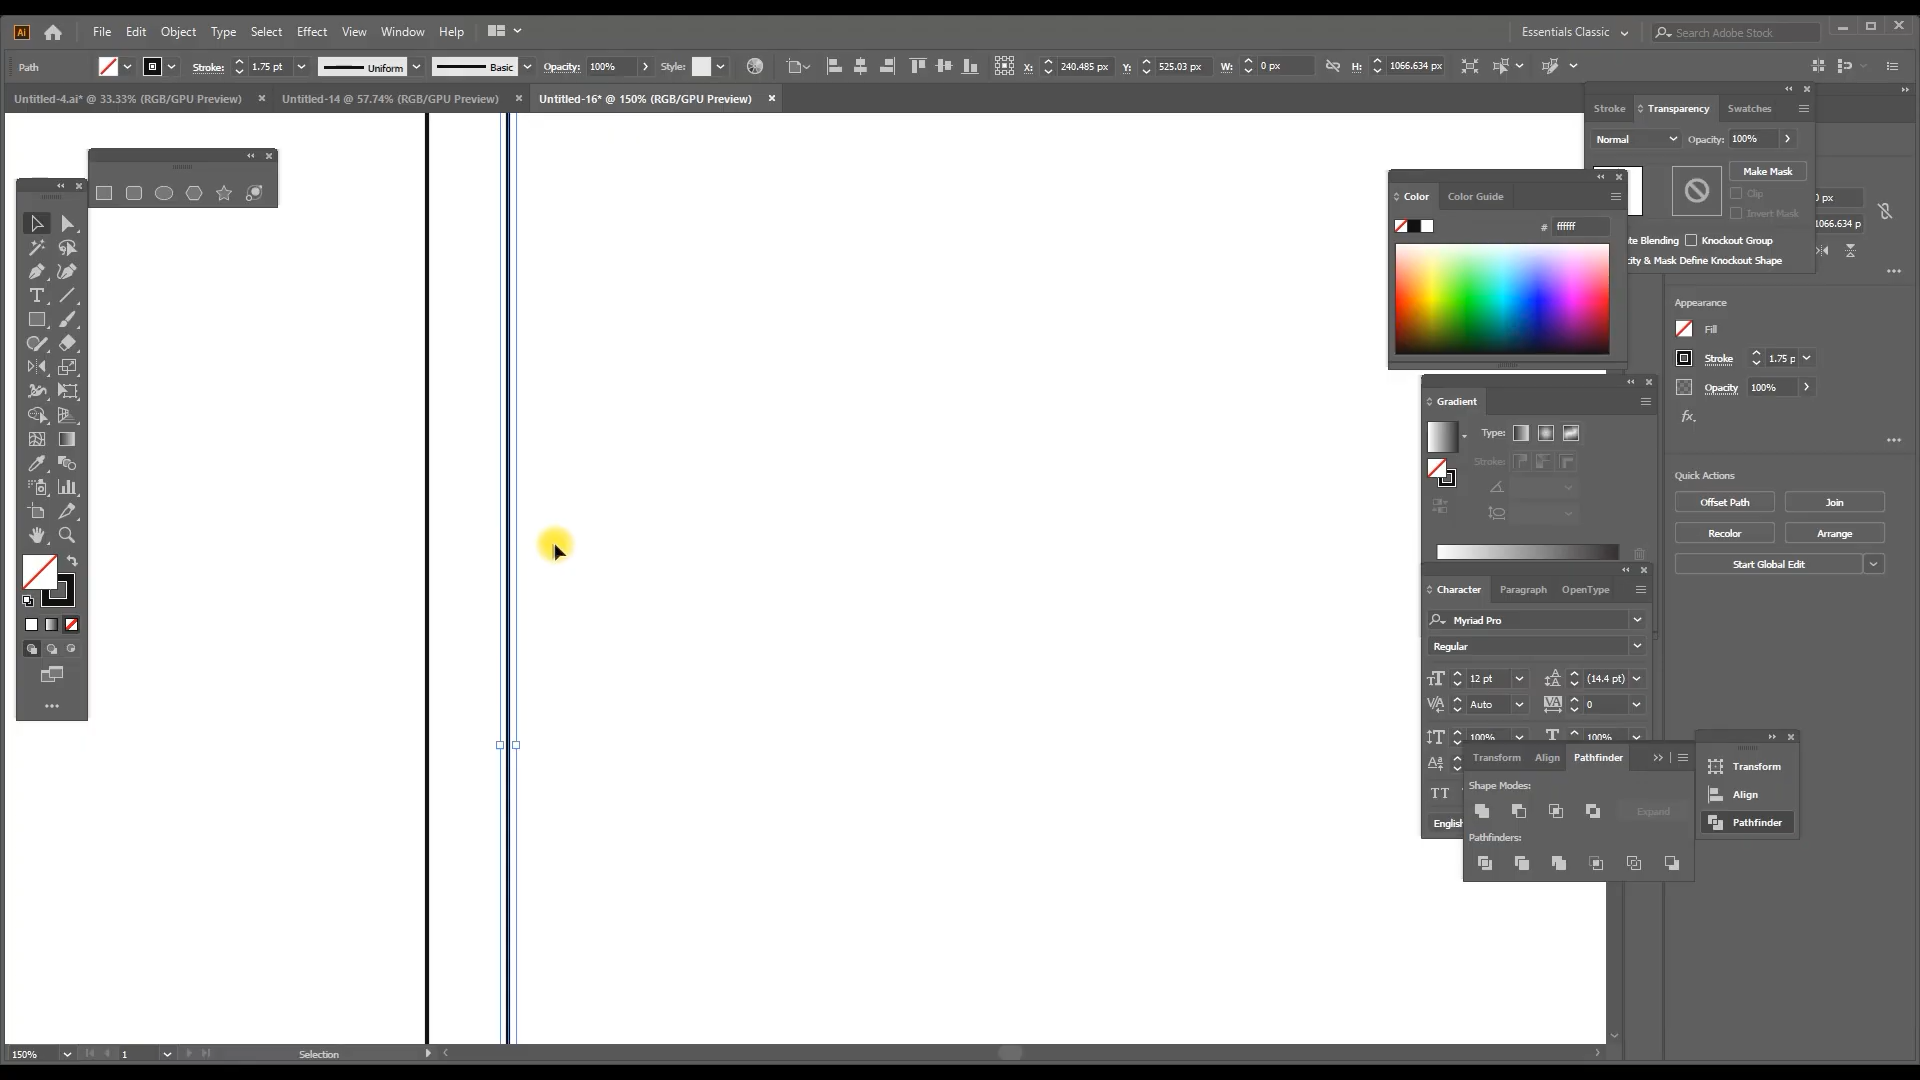 Ai
File Edit Object Type Select Effect View Window Help
Essentials Classic
Search Adobe Stock
Path Stroke: 1.75 pt Uniform Basic Opacity: 100% Style: X: 240.485 px Y: 525.03 px W: 0 px H: 1066.634 px
Untitled-4.ai* @ 33.33% (RGB/GPU Preview) Untitled-14 @ 57.74% (RGB/GPU Preview) Untitled-16* @ 150% (RGB/GPU Preview)
Stroke Transparency Swatches
Normal Opacity: 100%
Make Mask
Clip
Invert Mask
Knockout Group
& Mask Define Knockout Shape
Blending
0 px
1066.634 p
Color Color Guide
# ffffff
Appearance
Fill
Stroke 1.75 p
Opacity 100%
fx.
Quick Actions
Offset Path Join
Recolor Arrange
Start Global Edit
Gradient
Type:
Stroke:
Character Paragraph OpenType
Myriad Pro
Regular
12 pt (14.4 pt)
Auto 0
100% 100%
TT
English
Transform Align Pathfinder
Shape Modes:
Expand
Pathfinders:
Transform
Align
Pathfinder
150% 1 Selection